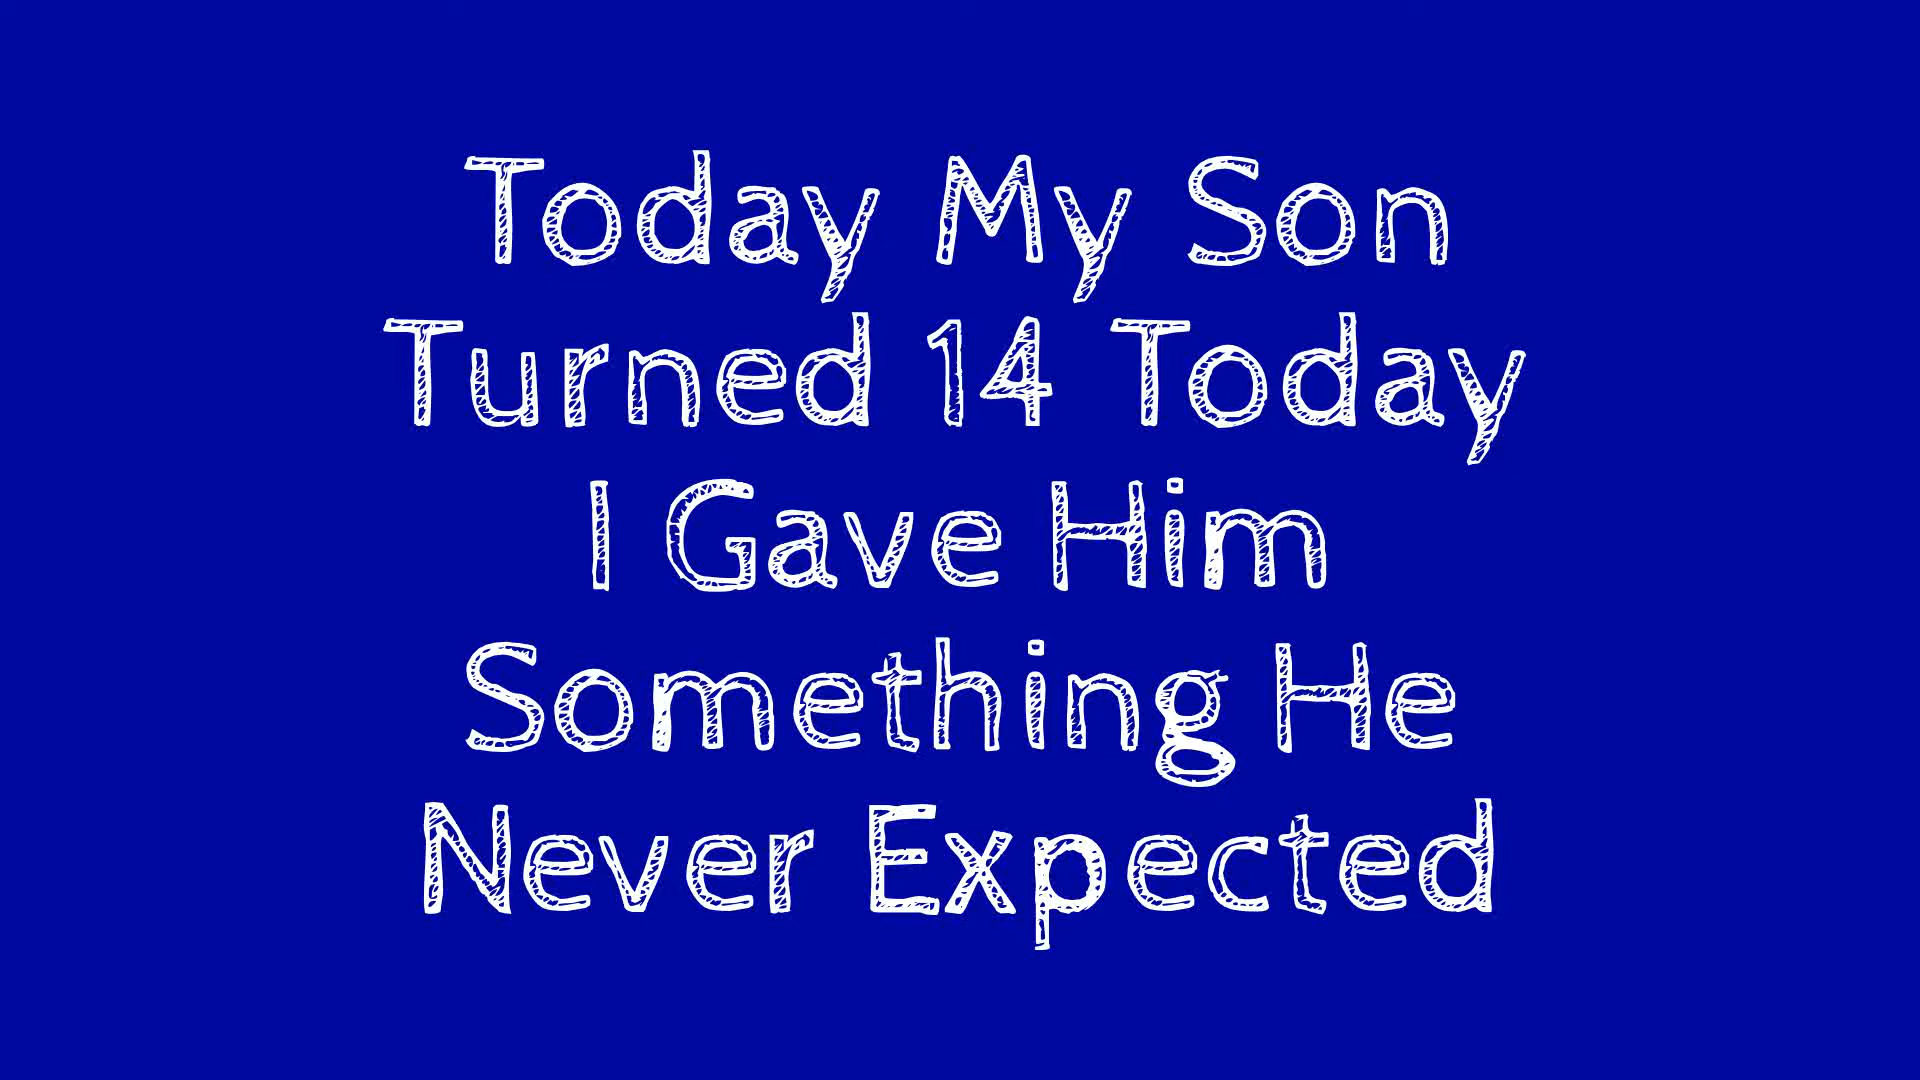 Today My Son
Turned 14 Today
I Gave Him
Something He
Never Expected